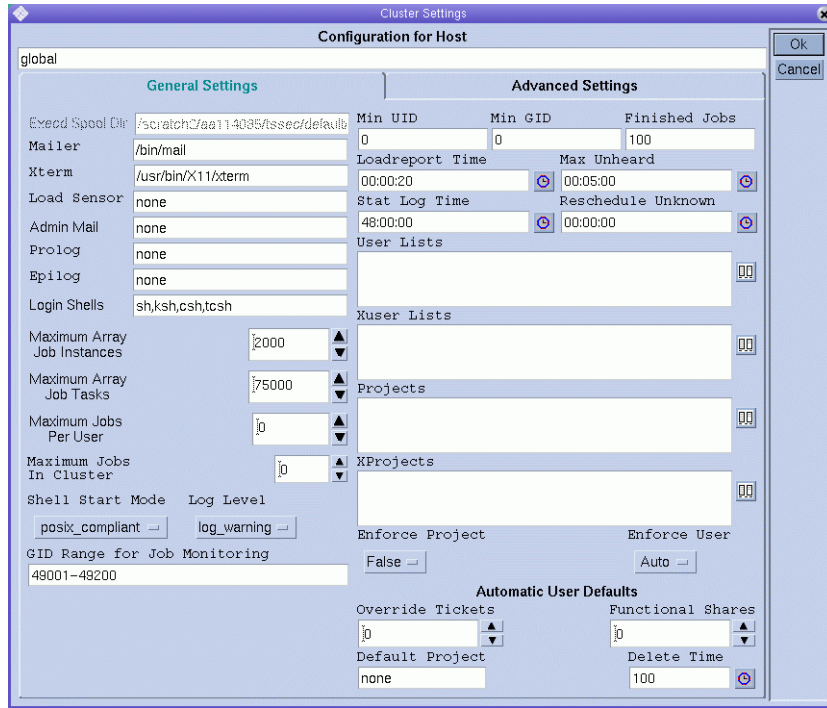 Cluster Settings
Configuration for Host
Ok
global
Cancel
General Settings
Advanced Settings
Execd Spool Dir
Mailer
/bin/mail
Xterm
/usr/bin/X11/xterm
Load Sensor
none
Admin Mail
none
Prolog
none
Epilog
none
Login Shells
sh,ksh,csh,tcsh
Maximum Array
Job Instances
2000
Maximum Array
Job Tasks
75000
Maximum Jobs
Per User
0
Maximum Jobs
In Cluster
0
Shell Start Mode
Log Level
posix_compliant
log_warning
GID Range for Job Monitoring
49001-49200
Min UID
Min GID
Finished Jobs
0
0
100
Loadreport Time
Max Unheard
00:00:20
00:05:00
Stat Log Time
Reschedule Unknown
48:00:00
00:00:00
User Lists
Xuser Lists
Projects
XProjects
Enforce Project
Enforce User
False
Auto
Automatic User Defaults
Override Tickets
Functional Shares
0
0
Default Project
Delete Time
none
100